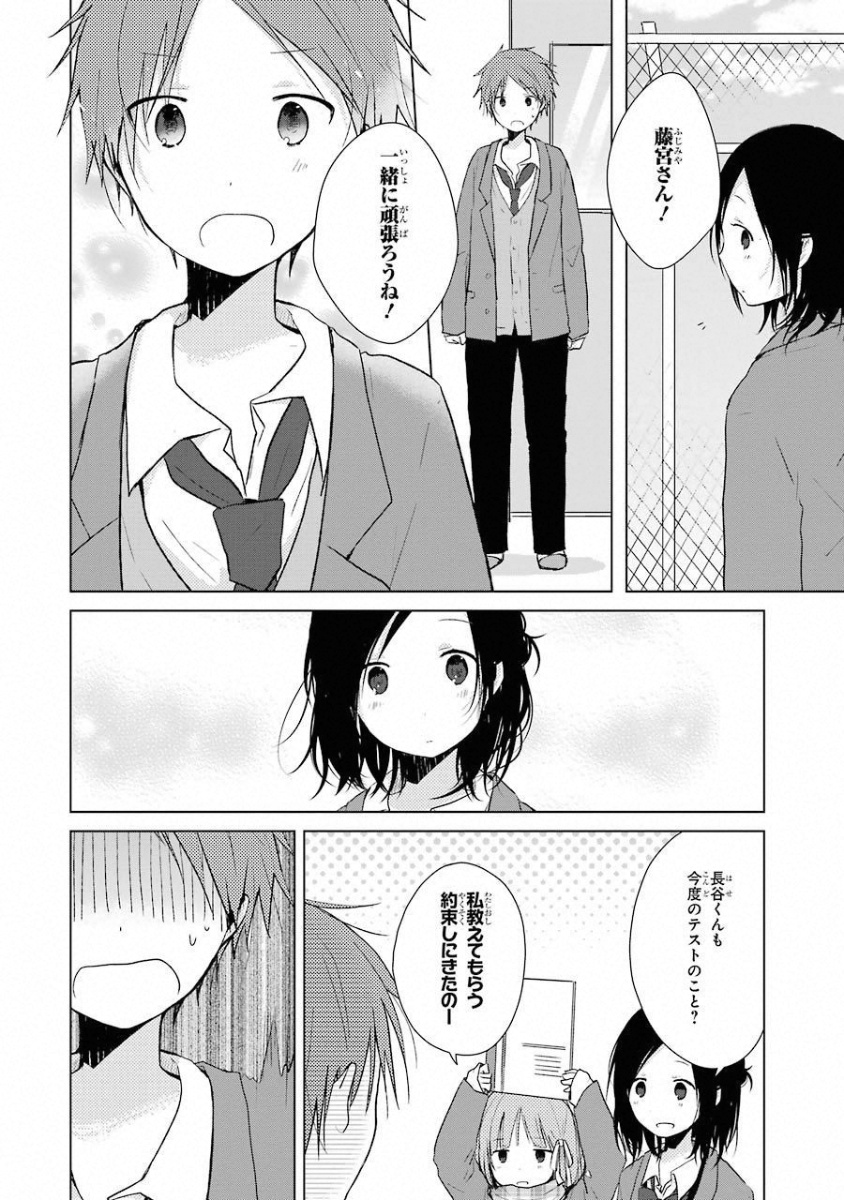 藤宮さん！
一緒に頑張ろうね！
長谷くんも
今度のテストのこと？
私教えてもらう
約束しにきたのー